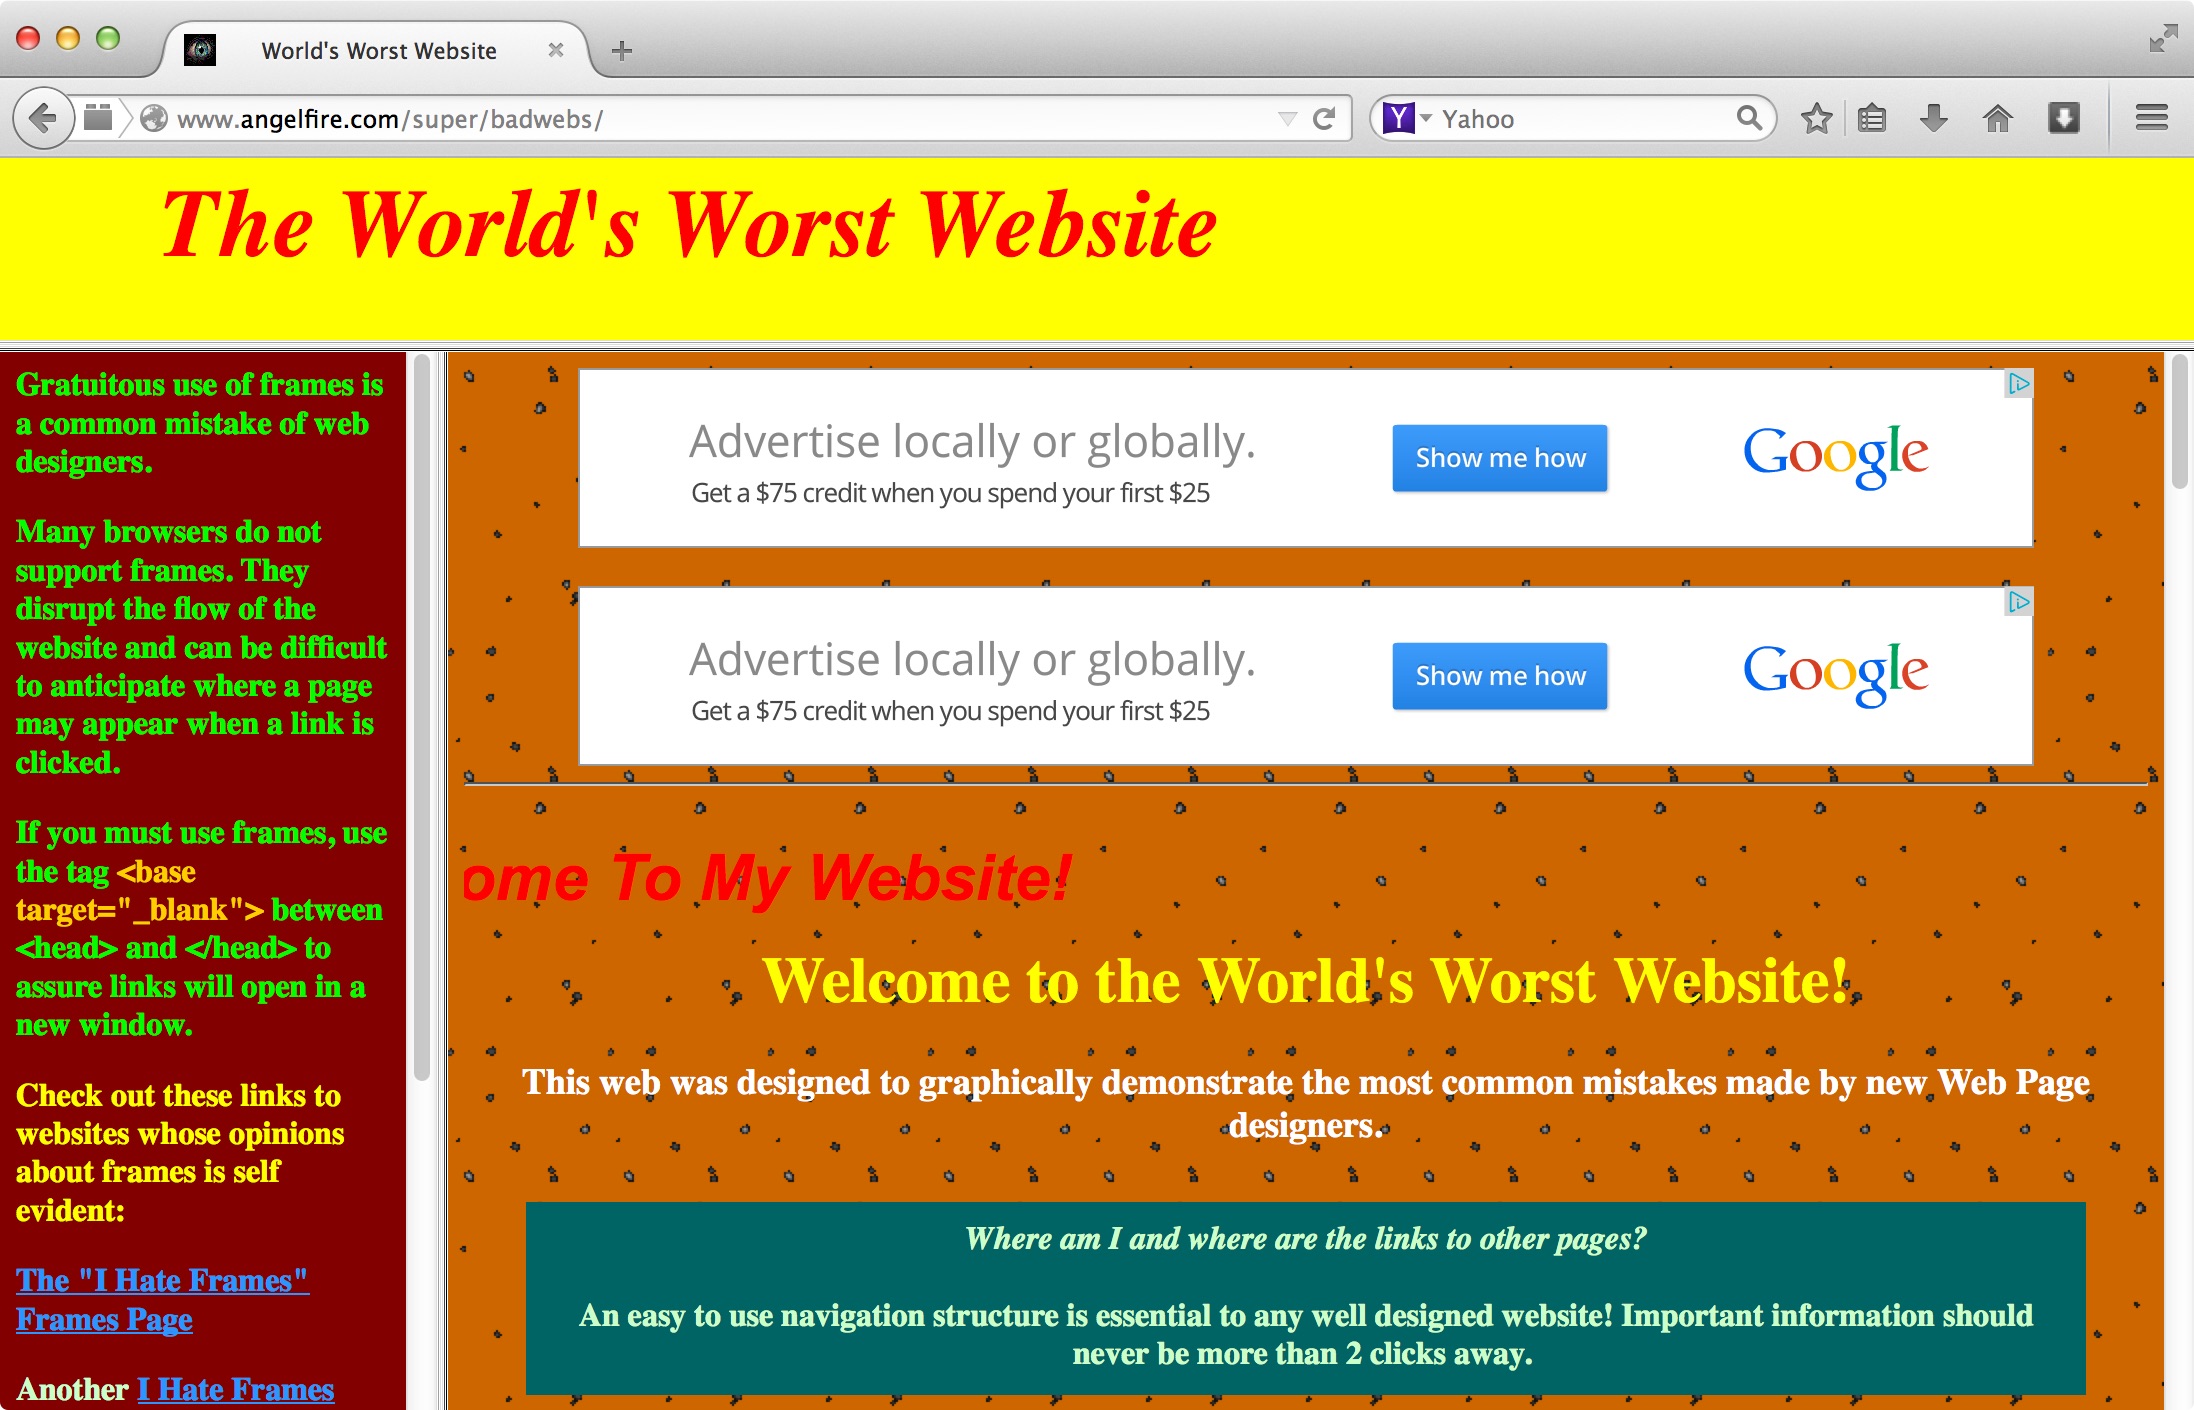 World's Worst Website
www.angelfire.com/super/badwebs/
Yahoo
The World's Worst Website
Gratuitous use of frames is
a common mistake of web
designers.
Many browsers do not
support frames. They
disrupt the flow of the
website and can be difficult
to anticipate where a page
may appear when a link is
clicked.
If you must use frames, use
the tag <base
target="_blank"> between
<head> and </head> to
assure links will open in a
new window.
Check out these links to
websites whose opinions
about frames is self
evident:
The "I Hate Frames"
Frames Page
Another I Hate Frames
Advertise locally or globally.
Get a $75 credit when you spend your first $25
Show me how
Google
Advertise locally or globally.
Get a $75 credit when you spend your first $25
Show me how
Google
ome To My Website!
Welcome to the World's Worst Website!
This web was designed to graphically demonstrate the most common mistakes made by new Web Page
designers.
Where am I and where are the links to other pages?
An easy to use navigation structure is essential to any well designed website! Important information should
never be more than 2 clicks away.